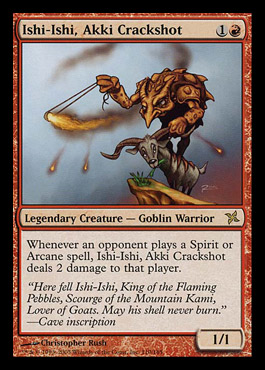 Ishi-Ishi, Akki Crackshot 1
Legendary Creature — Goblin Warrior
Whenever an opponent plays a Spirit or
Arcane spell, Ishi-Ishi, Akki Crackshot
deals 2 damage to that player.
“Here fell Ishi-Ishi, King of the Flaming
Pebbles, Scourge of the Mountain Kami,
Lover of Goats. May his shell never burn.”
—Cave inscription
Christopher Rush
1/1